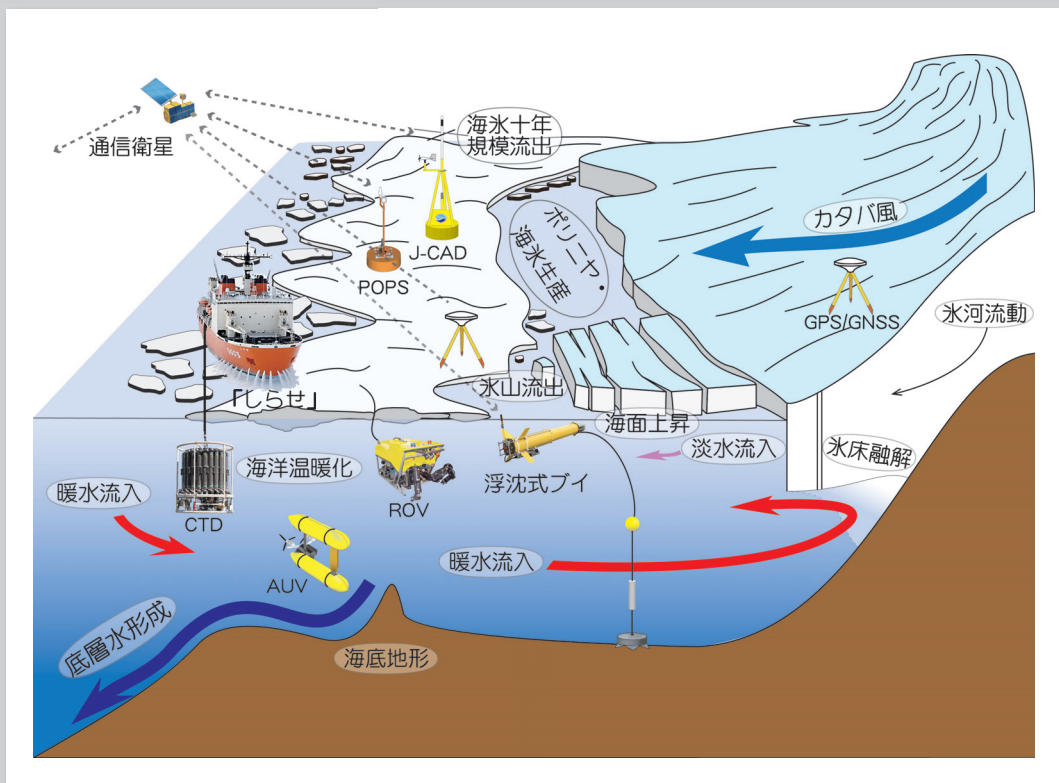 通信衛星
海氷十年
規模流出
J-CAD
POPS
ポリニヤ・
海氷生産
カタバ風
GPS/GNSS
氷河流動
「しらせ」
氷山流出
海面上昇
淡水流入
氷床融解
海洋温暖化
暖水流入
CTD
ROV
浮沈式ブイ
暖水流入
AUV
底層水形成
海底地形